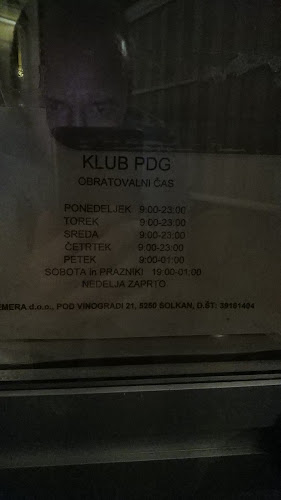 KLUB PDG
OBRATOVALNI ČAS
PONEDELJEK 9:00-23:00
TOREK 9:00-23:00
SREDA 9:00-23:00
ČETRTEK 9:00-23:00
PETEK 9:00-01:00
SOBOTA in PRAZNIKI 19:00-01:00
NEDELJA ZAPRTO
EMERA d.o.o., POD VINOGRADI 21, 5250 SOLKAN, D.ŠT: 39191494